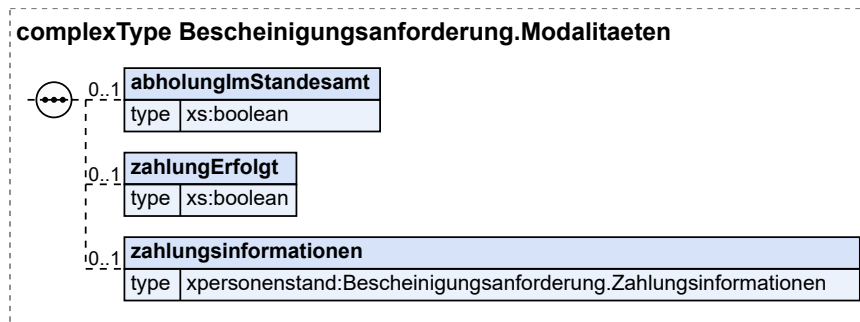 complexType Bescheinigungsanforderung.Modalitaeten
0..1 abholungImStandesamt
type xs:boolean
0..1 zahlungErfolgt
type xs:boolean
0..1 zahlungsinformationen
type xpersonenstand:Bescheinigungsanforderung.Zahlungsinformationen